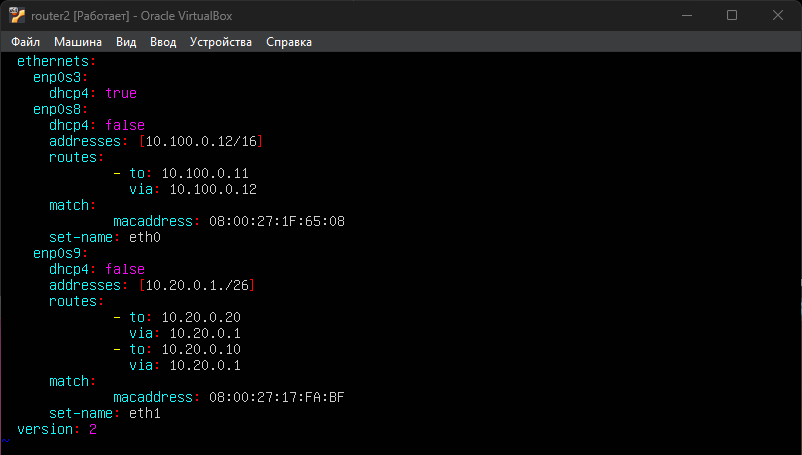 router2 [Работает] - Oracle VirtualBox
Файл Машина Вид Ввод Устройства Справка
ethernets:
enp0s3:
dhcp4: true
enp0s8:
dhcp4: false
addresses: [10.100.0.12/16]
routes:
- to: 10.100.0.11
via: 10.100.0.12
match:
macaddress: 08:00:27:1F:65:08
set-name: eth0
enp0s9:
dhcp4: false
addresses: [10.20.0.1./26]
routes:
- to: 10.20.0.20
via: 10.20.0.1
- to: 10.20.0.10
via: 10.20.0.1
match:
macaddress: 08:00:27:17:FA:BF
set-name: eth1
version: 2
~